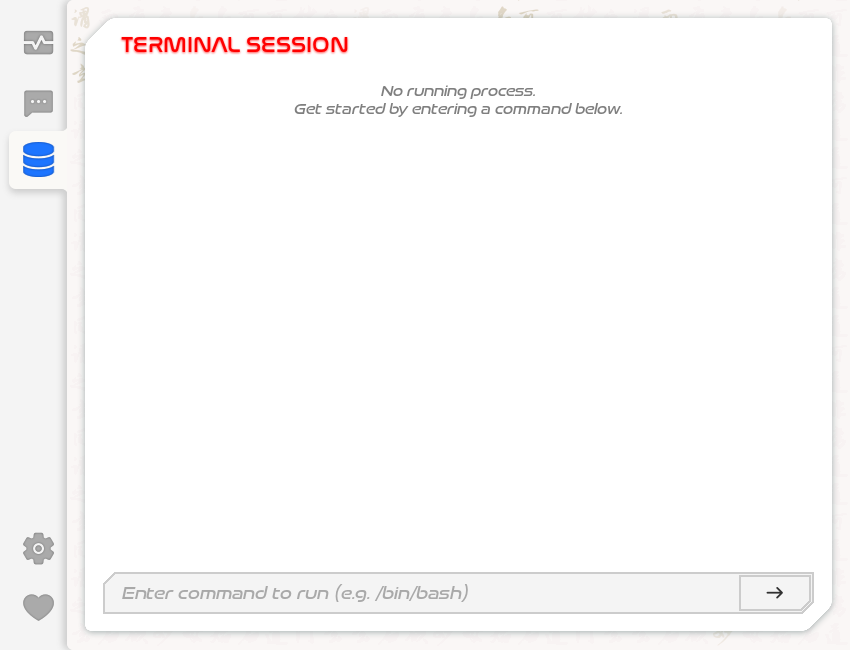 TERMINAL SESSION
No running process.
Get started by entering a command below.
Enter command to run (e.g. /bin/bash)